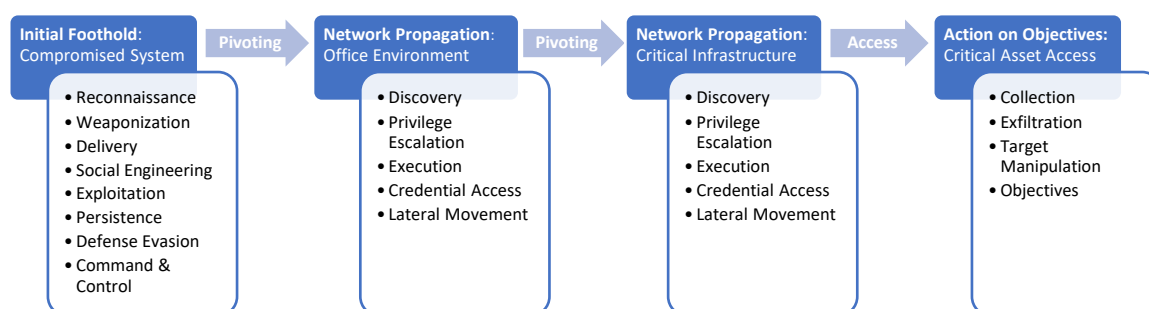 Initial Foothold:
Compromised System
• Reconnaissance
• Weaponization
• Delivery
• Social Engineering
• Exploitation
• Persistence
• Defense Evasion
• Command &
Control
Pivoting
Network Propagation:
Office Environment
• Discovery
• Privilege
Escalation
• Execution
• Credential Access
• Lateral Movement
Pivoting
Network Propagation:
Critical Infrastructure
• Discovery
• Privilege
Escalation
• Execution
• Credential Access
• Lateral Movement
Access
Action on Objectives:
Critical Asset Access
• Collection
• Exfiltration
• Target
Manipulation
• Objectives